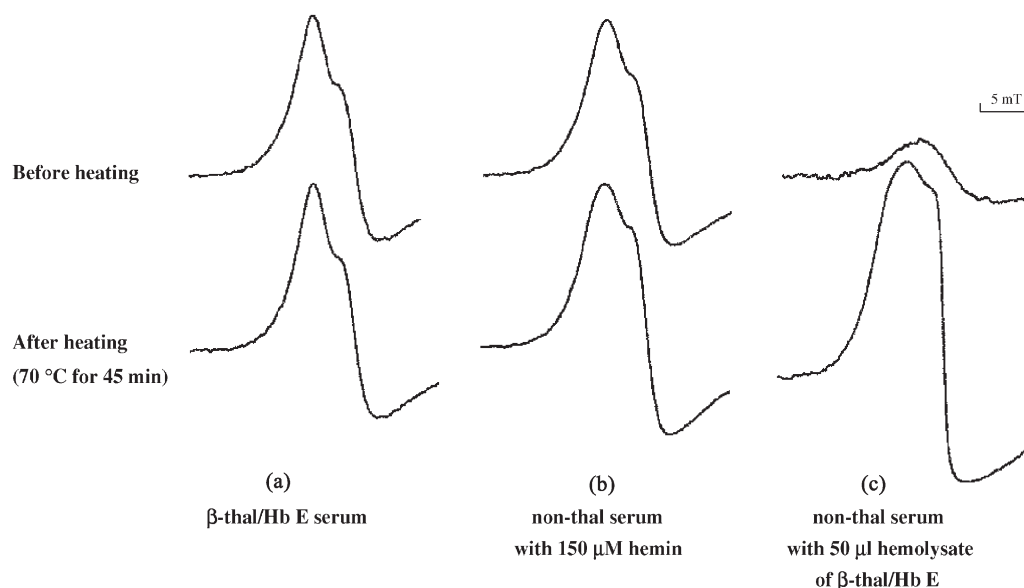 5 mT
Before heating
After heating
(70 °C for 45 min)
(a)
β-thal/Hb E serum
(b)
non-thal serum
with 150 μM hemin
(c)
non-thal serum
with 50 μl hemolysate
of β-thal/Hb E